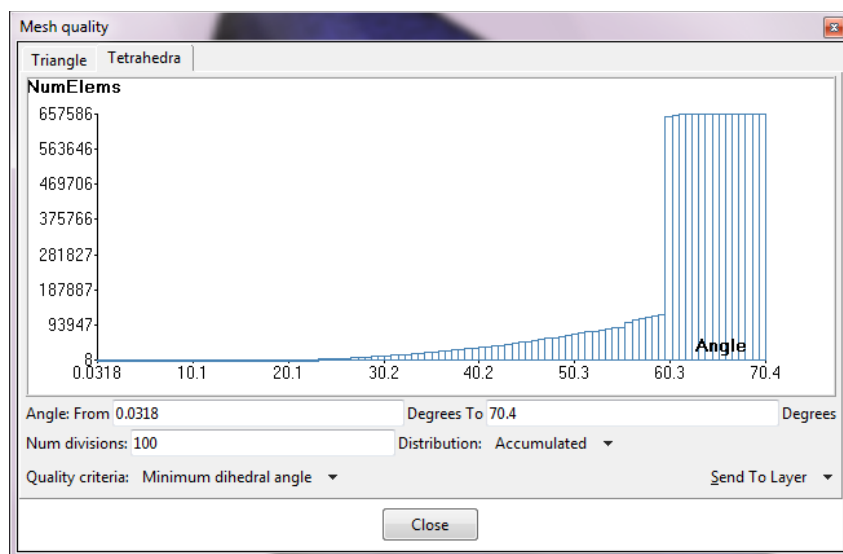 Mesh quality
Triangle Tetrahedra
NumElems
657586
563646
469706
375766
281827
187887
93947
8
Angle
0.0318 10.1 20.1 30.2 40.2 50.3 60.3 70.4
Angle: From 0.0318 Degrees To 70.4 Degrees
Num divisions: 100 Distribution: Accumulated
Quality criteria: Minimum dihedral angle Send To Layer
Close